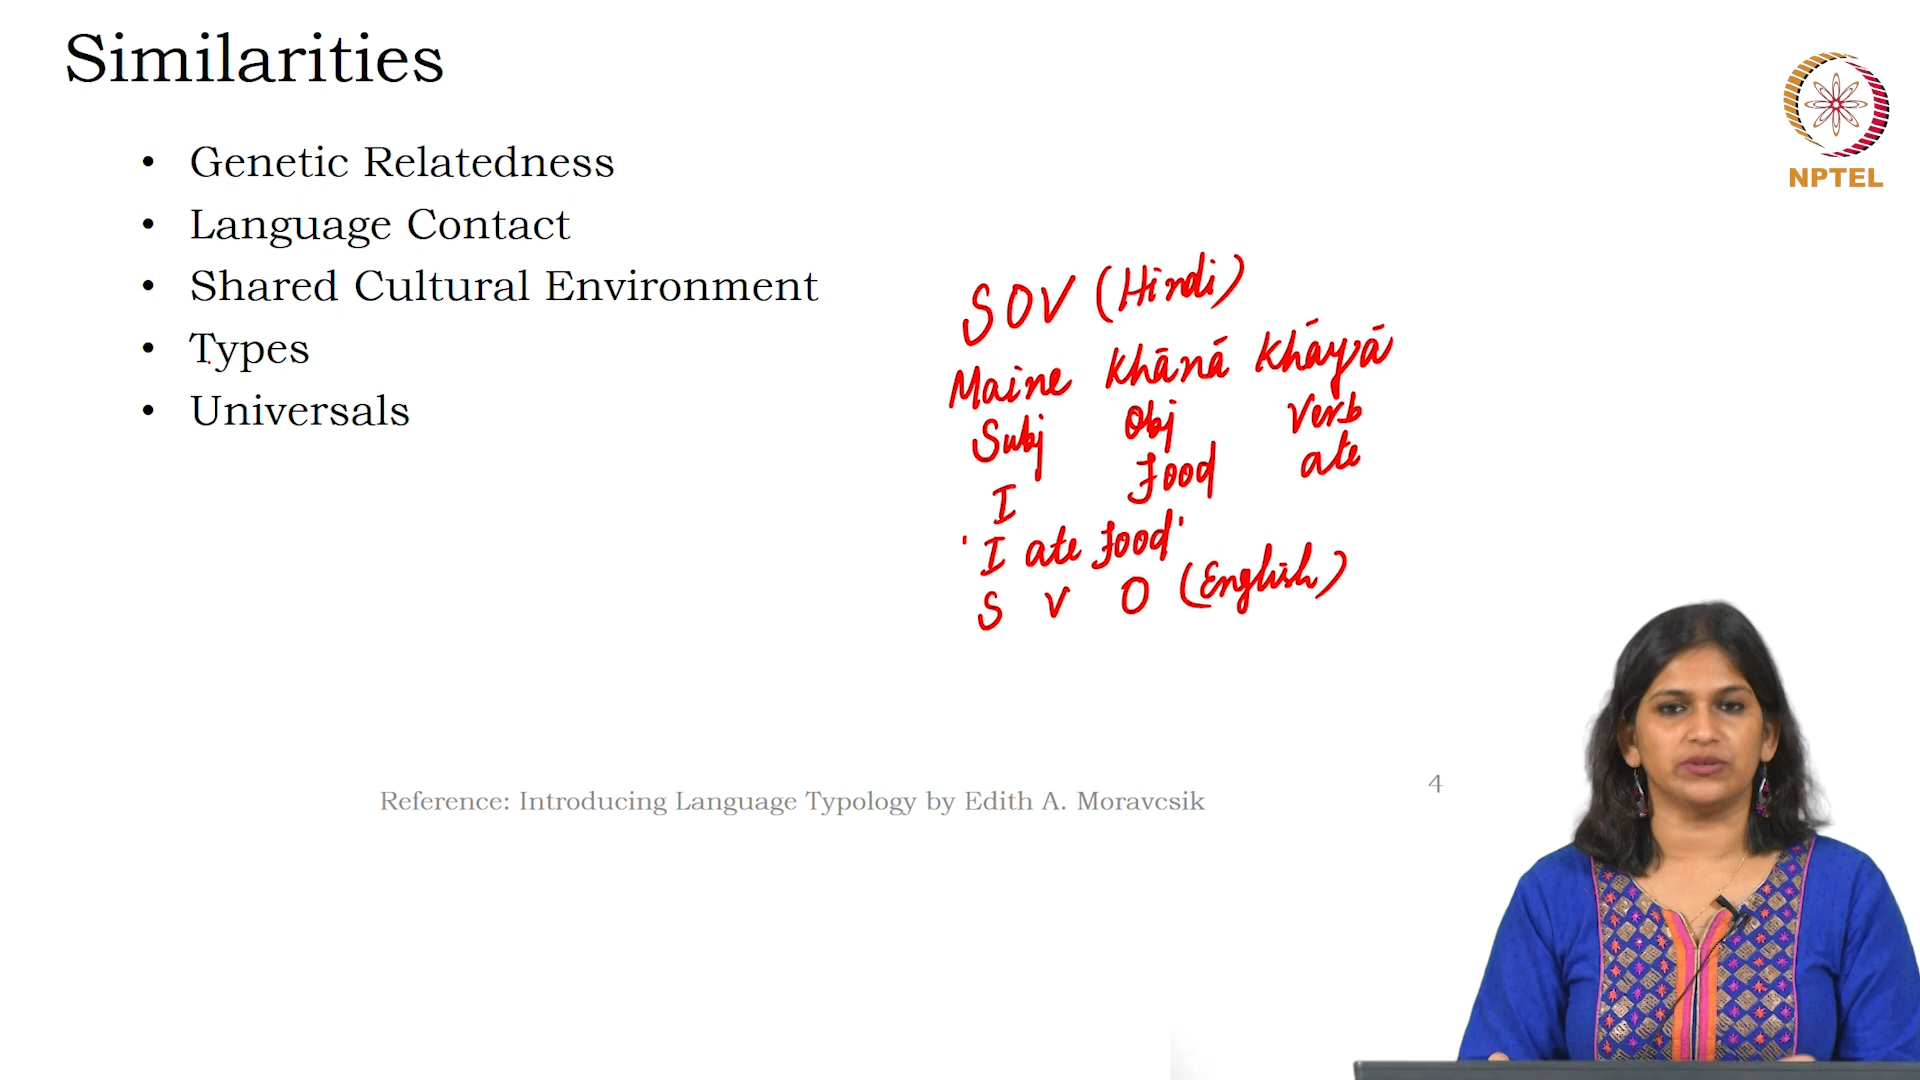 Similarities
• Genetic Relatedness
• Language Contact
• Shared Cultural Environment
• Types
• Universals
NPTEL
SOV (Hindi)
Maine Khānā Khāyā
Subj Obj Verb
I Food ate
'I ate food'
S V O (English)
Reference: Introducing Language Typology by Edith A. Moravcsik
4